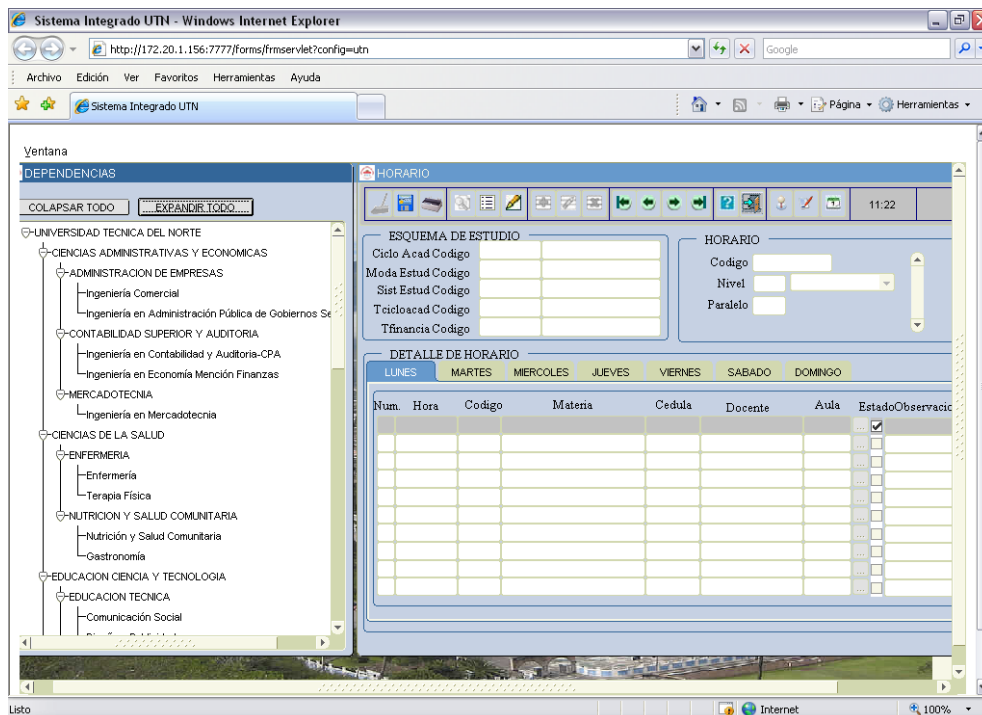 Sistema Integrado UTN - Windows Internet Explorer
http://172.20.1.156:7777/forms/frmservlet?config=utn
Google
Archivo Edición Ver Favoritos Herramientas Ayuda
Sistema Integrado UTN
Página Herramientas
Ventana
DEPENDENCIAS
COLAPSAR TODO EXPANDIR TODO
UNIVERSIDAD TECNICA DEL NORTE
CIENCIAS ADMINISTRATIVAS Y ECONOMICAS
ADMINISTRACION DE EMPRESAS
Ingeniería Comercial
Ingeniería en Administración Pública de Gobiernos Se
CONTABILIDAD SUPERIOR Y AUDITORIA
Ingeniería en Contabilidad y Auditoria-CPA
Ingeniería en Economía Mención Finanzas
MERCADOTECNIA
Ingeniería en Mercadotecnia
CIENCIAS DE LA SALUD
ENFERMERIA
Enfermería
Terapia Física
NUTRICION Y SALUD COMUNITARIA
Nutrición y Salud Comunitaria
Gastronomía
EDUCACION CIENCIA Y TECNOLOGIA
EDUCACION TECNICA
Comunicación Social
HORARIO
11:22
ESQUEMA DE ESTUDIO
Ciclo Acad Codigo
Moda Estud Codigo
Sist Estud Codigo
Tcicloacad Codigo
Tfinancia Codigo
HORARIO
Codigo
Nivel
Paralelo
DETALLE DE HORARIO
LUNES MARTES MIERCOLES JUEVES VIERNES SABADO DOMINGO
Num. Hora Codigo Materia Cedula Docente Aula Estado Observacio
Listo
Internet
100%